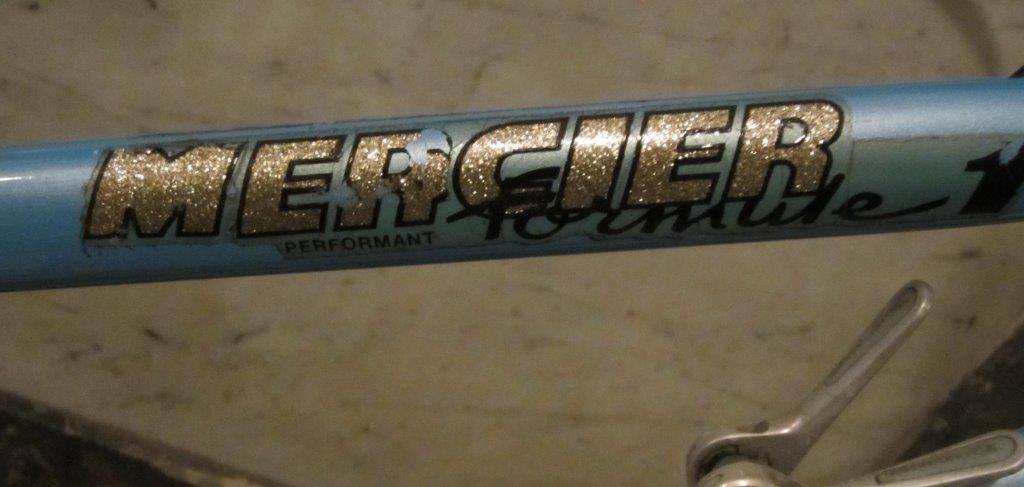 MERCIER
PERFORMANT
Formule 1